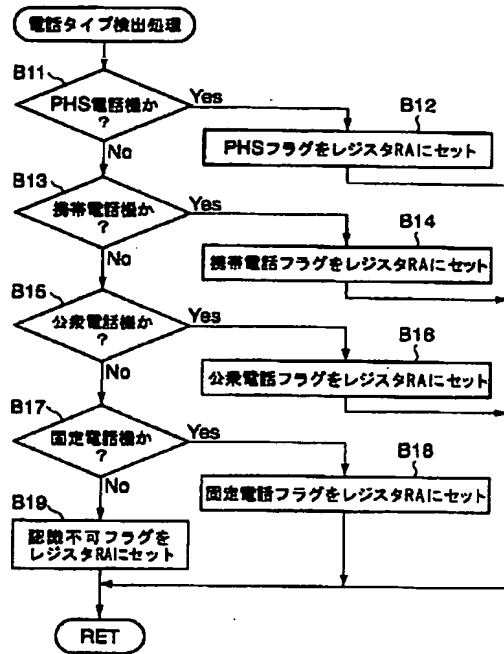 電話タイプ検出処理
B11
PHS電話機か
?
Yes
No
B12
PHSフラグをレジスタRAにセット
B13
携帯電話機か
?
Yes
No
B14
携帯電話フラグをレジスタRAにセット
B15
公衆電話機か
?
Yes
No
B16
公衆電話フラグをレジスタRAにセット
B17
固定電話機か
?
Yes
No
B18
固定電話フラグをレジスタRAにセット
B19
認識不可フラグを
レジスタRAにセット
RET